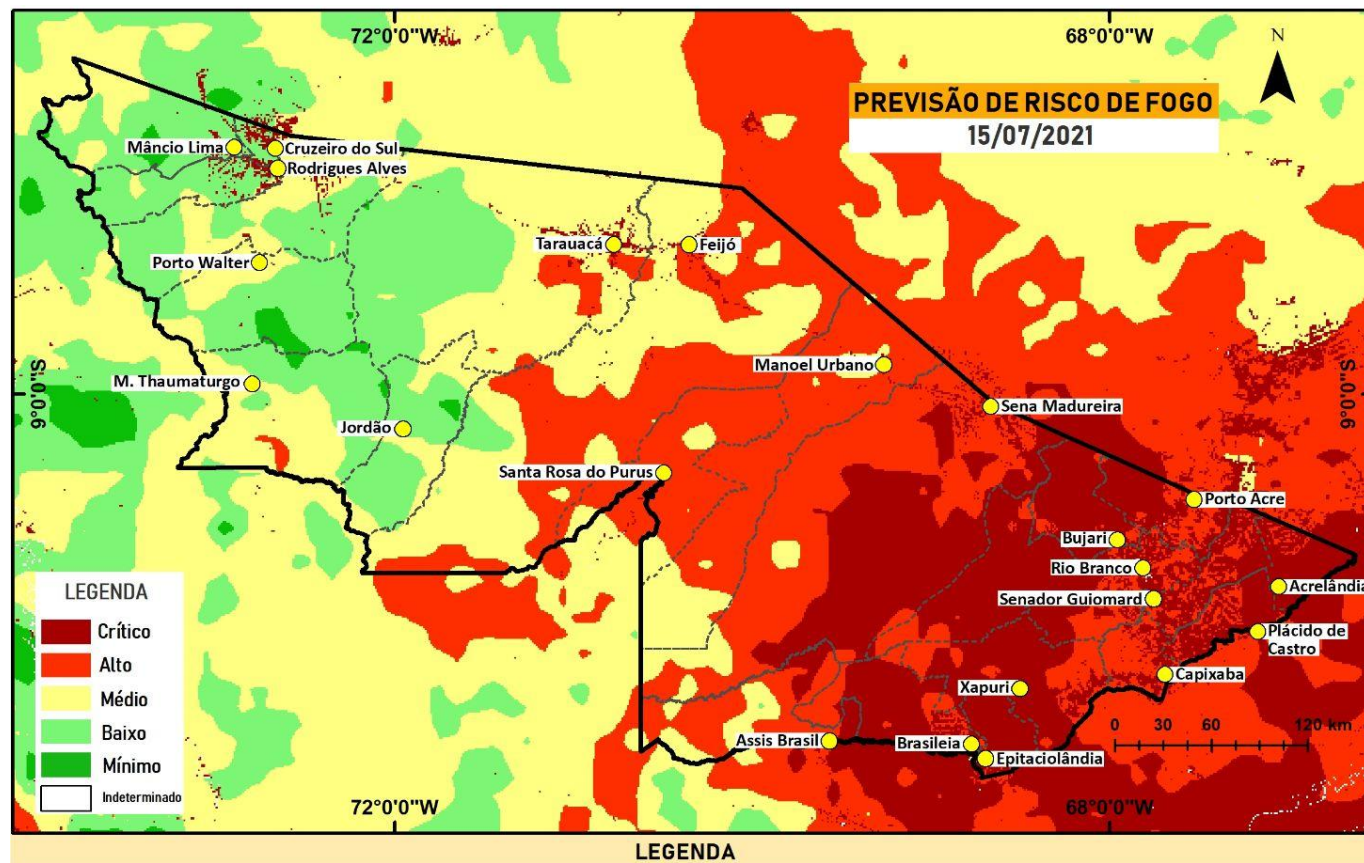 72°0'0"W
68°0'0"W
N
PREVISÃO DE RISCO DE FOGO
15/07/2021
Mâncio Lima
Cruzeiro do Sul
Rodrigues Alves
Tarauacá
Feijó
Porto Walter
Manoel Urbano
M. Thaumaturgo
9°0'0"S
9°0'0"S
Sena Madureira
Jordão
Santa Rosa do Purus
Porto Acre
Bujari
Rio Branco
Acrelândia
Senador Guiomard
Plácido de
Castro
Capixaba
Xapuri
Assis Brasil
Brasileia
Epitaciolândia
0 30 60 120 km
LEGENDA
Crítico
Alto
Médio
Baixo
Mínimo
Indeterminado
72°0'0"W
68°0'0"W
LEGENDA